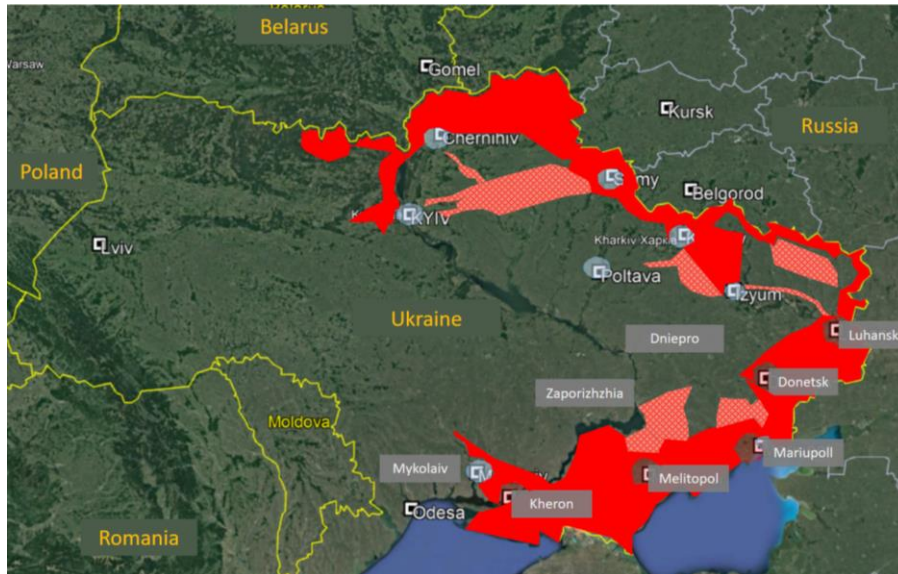 Belarus
Warsaw
Gomel
Kursk
Russia
Chernihiv
Poland
Sumy
Belgorod
KYIV
Lviv
Kharkiv Харків
Poltava
Izyum
Ukraine
Luhansk
Dniepro
Donetsk
Zaporizhzhia
Moldova
Mariupoll
Mykolaiv
Melitopol
Kheron
Odesa
Romania